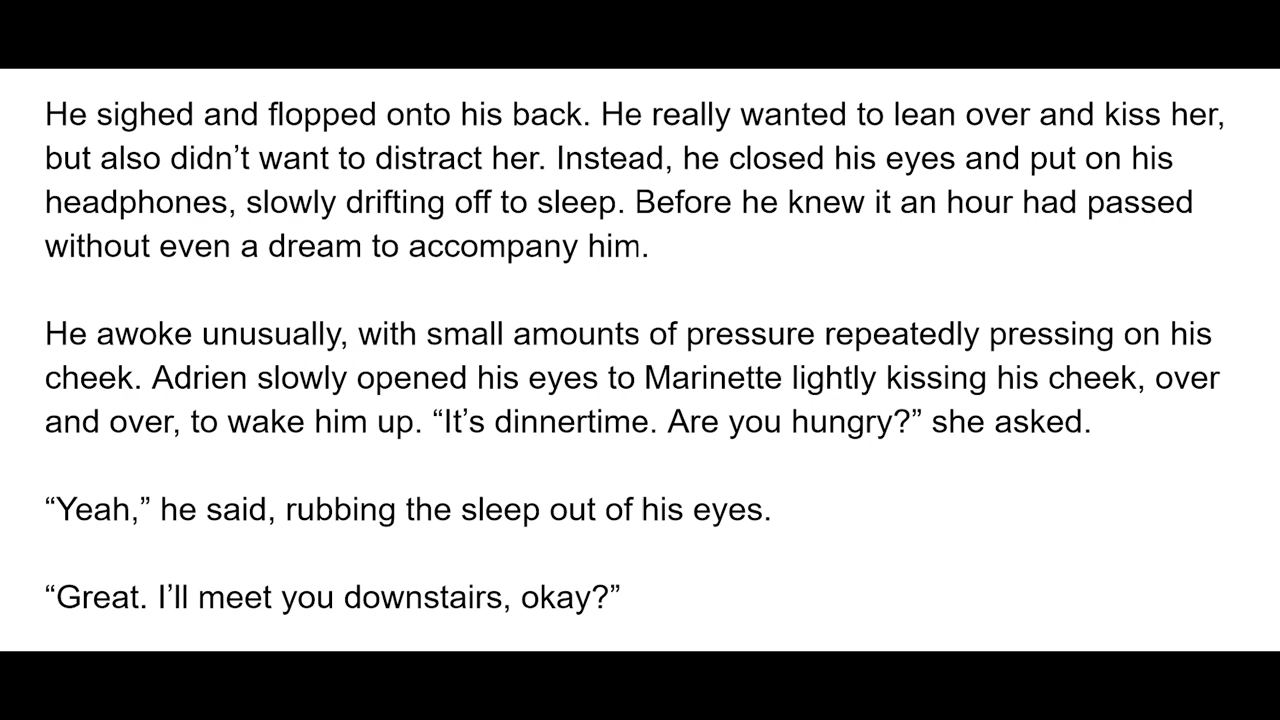 He sighed and flopped onto his back. He really wanted to lean over and kiss her,
but also didn’t want to distract her. Instead, he closed his eyes and put on his
headphones, slowly drifting off to sleep. Before he knew it an hour had passed
without even a dream to accompany him.
He awoke unusually, with small amounts of pressure repeatedly pressing on his
cheek. Adrien slowly opened his eyes to Marinette lightly kissing his cheek, over
and over, to wake him up. “It’s dinnertime. Are you hungry?” she asked.
“Yeah,” he said, rubbing the sleep out of his eyes.
“Great. I’ll meet you downstairs, okay?”